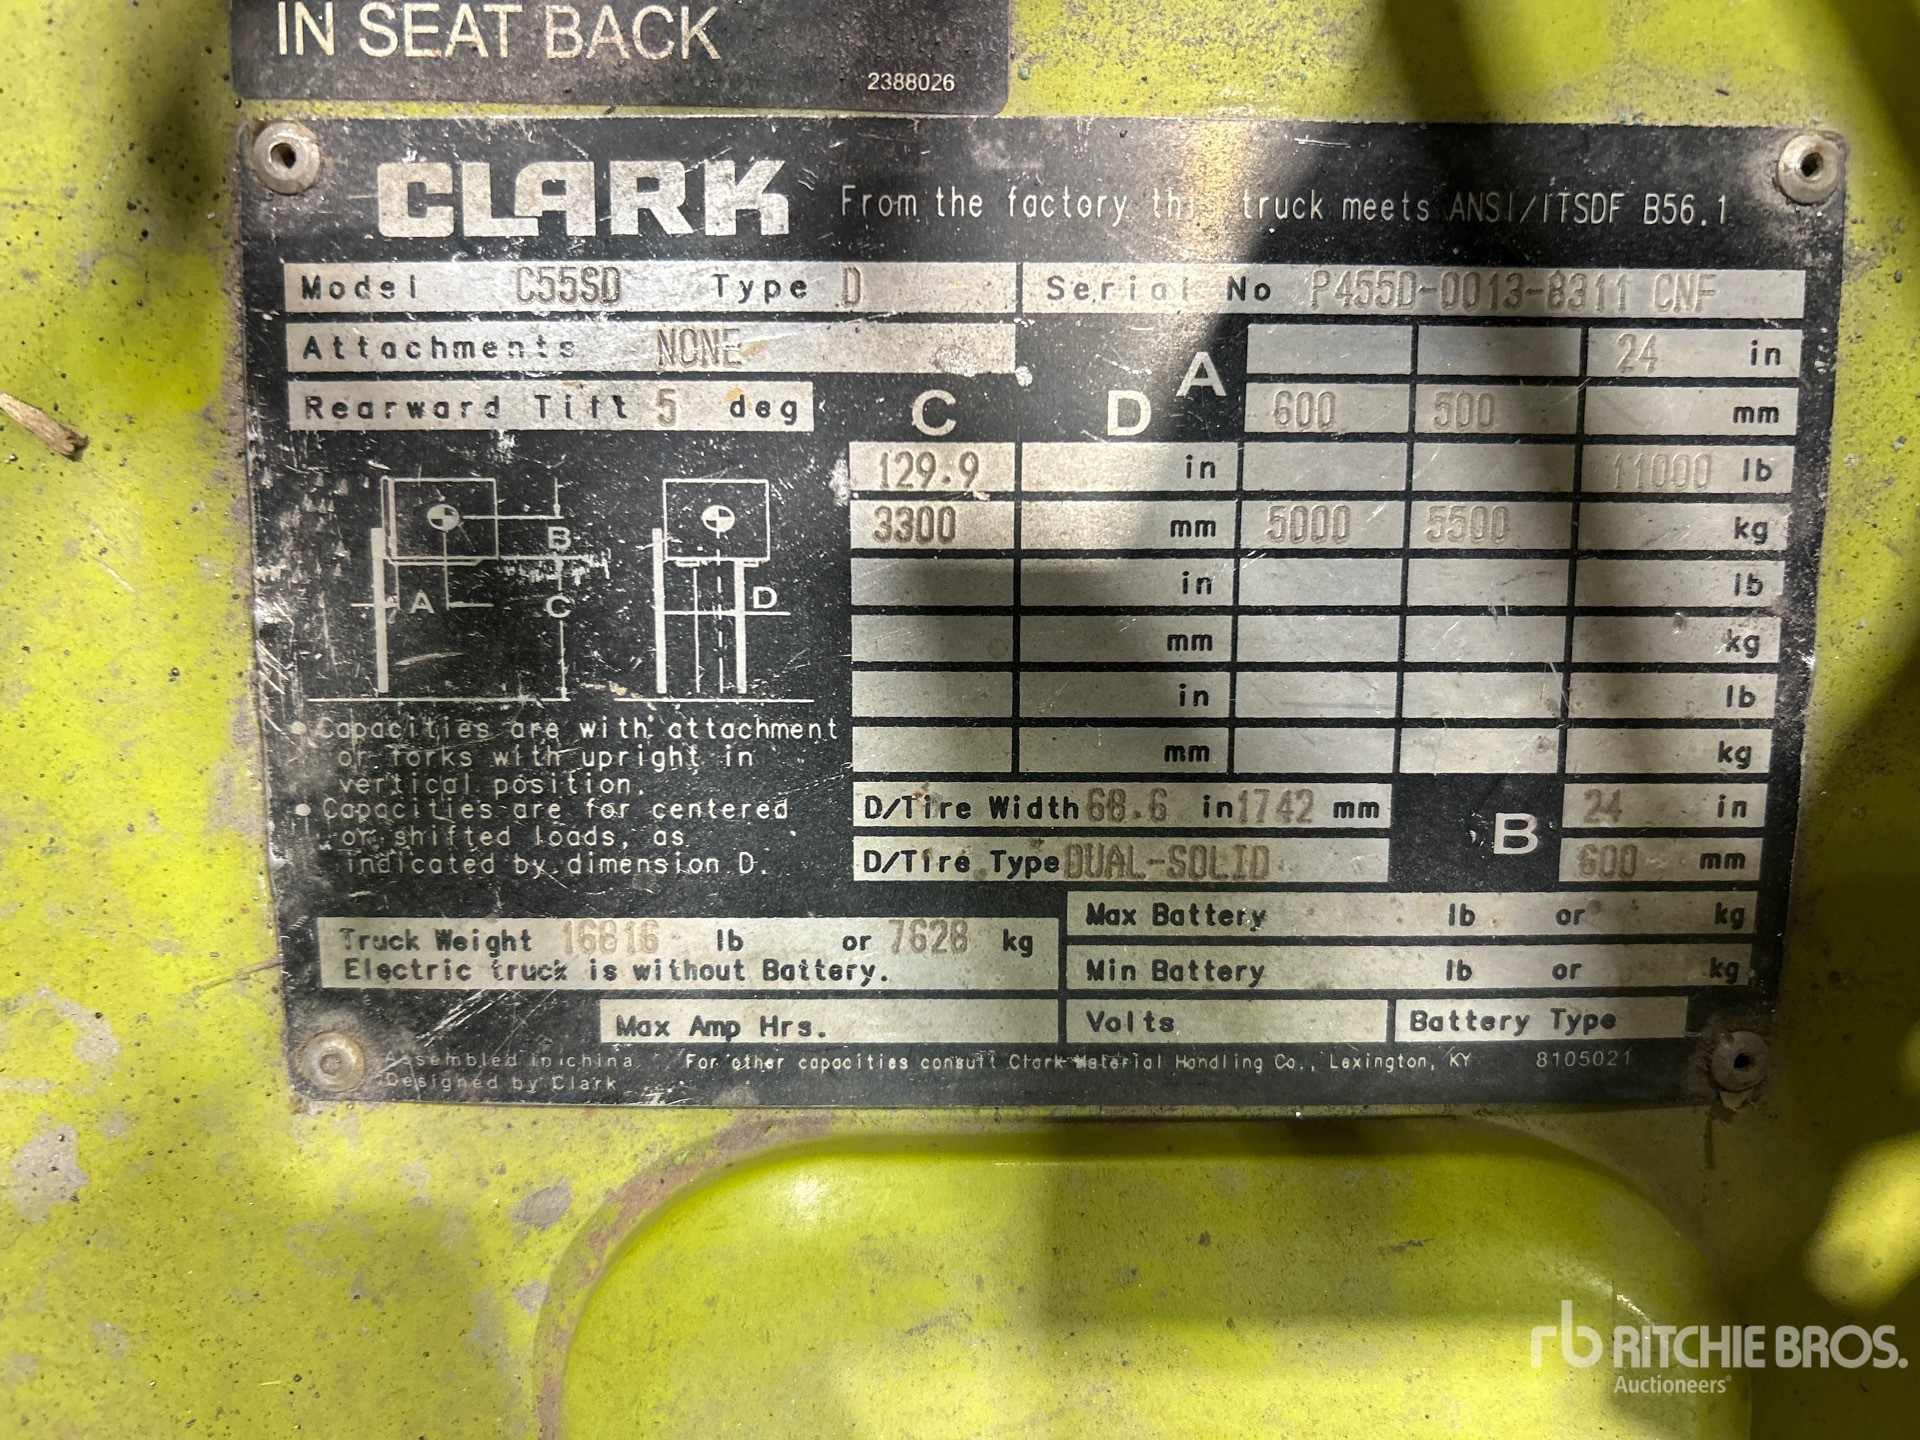 IN SEAT BACK
2388026
CLARK From the factory this truck meets ANSI/ITSDF B56.1
Model C55SD Type D Serial No P455D-0013-8311 CNF
Attachments NONE
Rearward Tilt 5 deg
A 24 in
600 500 mm
C D
129.9 in 11000 lb
3300 mm 5000 5500 kg
in lb
mm kg
in lb
mm kg
B
A C
D
• Capacities are with attachment
or forks with upright in
vertical position.
• Capacities are for centered
or shifted loads, as
indicated by dimension D.
D/Tire Width 68.6 in 1742 mm
D/Tire Type DUAL-SOLID
B 24 in
600 mm
Truck Weight 16816 lb or 7628 kg
Electric truck is without Battery.
Max Battery lb or kg
Min Battery lb or kg
Max Amp Hrs. Volts Battery Type
Assembled in china For other capacities consult Clark Material Handling Co., Lexington, KY 8105021
Designed by Clark
rb RITCHIE BROS.
Auctioneers